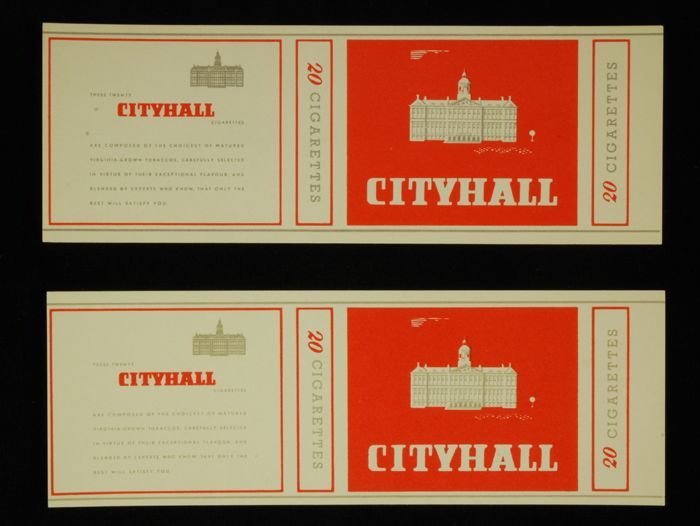 THESE TWENTY
CITYHALL
CIGARETTES
ARE COMPOSED OF THE CHOICEST OF MATURED
VIRGINIA-GROWN TOBACCOS, CAREFULLY SELECTED
IN VIRTUE OF THEIR EXCEPTIONAL FLAVOUR, AND
BLENDED BY EXPERTS WHO KNOW, THAT ONLY THE
BEST WILL SATISFY YOU.
20 CIGARETTES
CITYHALL
20 CIGARETTES
THESE TWENTY
CITYHALL
CIGARETTES
ARE COMPOSED OF THE CHOICEST OF MATURED
VIRGINIA-GROWN TOBACCOS, CAREFULLY SELECTED
IN VIRTUE OF THEIR EXCEPTIONAL FLAVOUR, AND
BLENDED BY EXPERTS WHO KNOW, THAT ONLY THE
BEST WILL SATISFY YOU.
20 CIGARETTES
CITYHALL
20 CIGARETTES